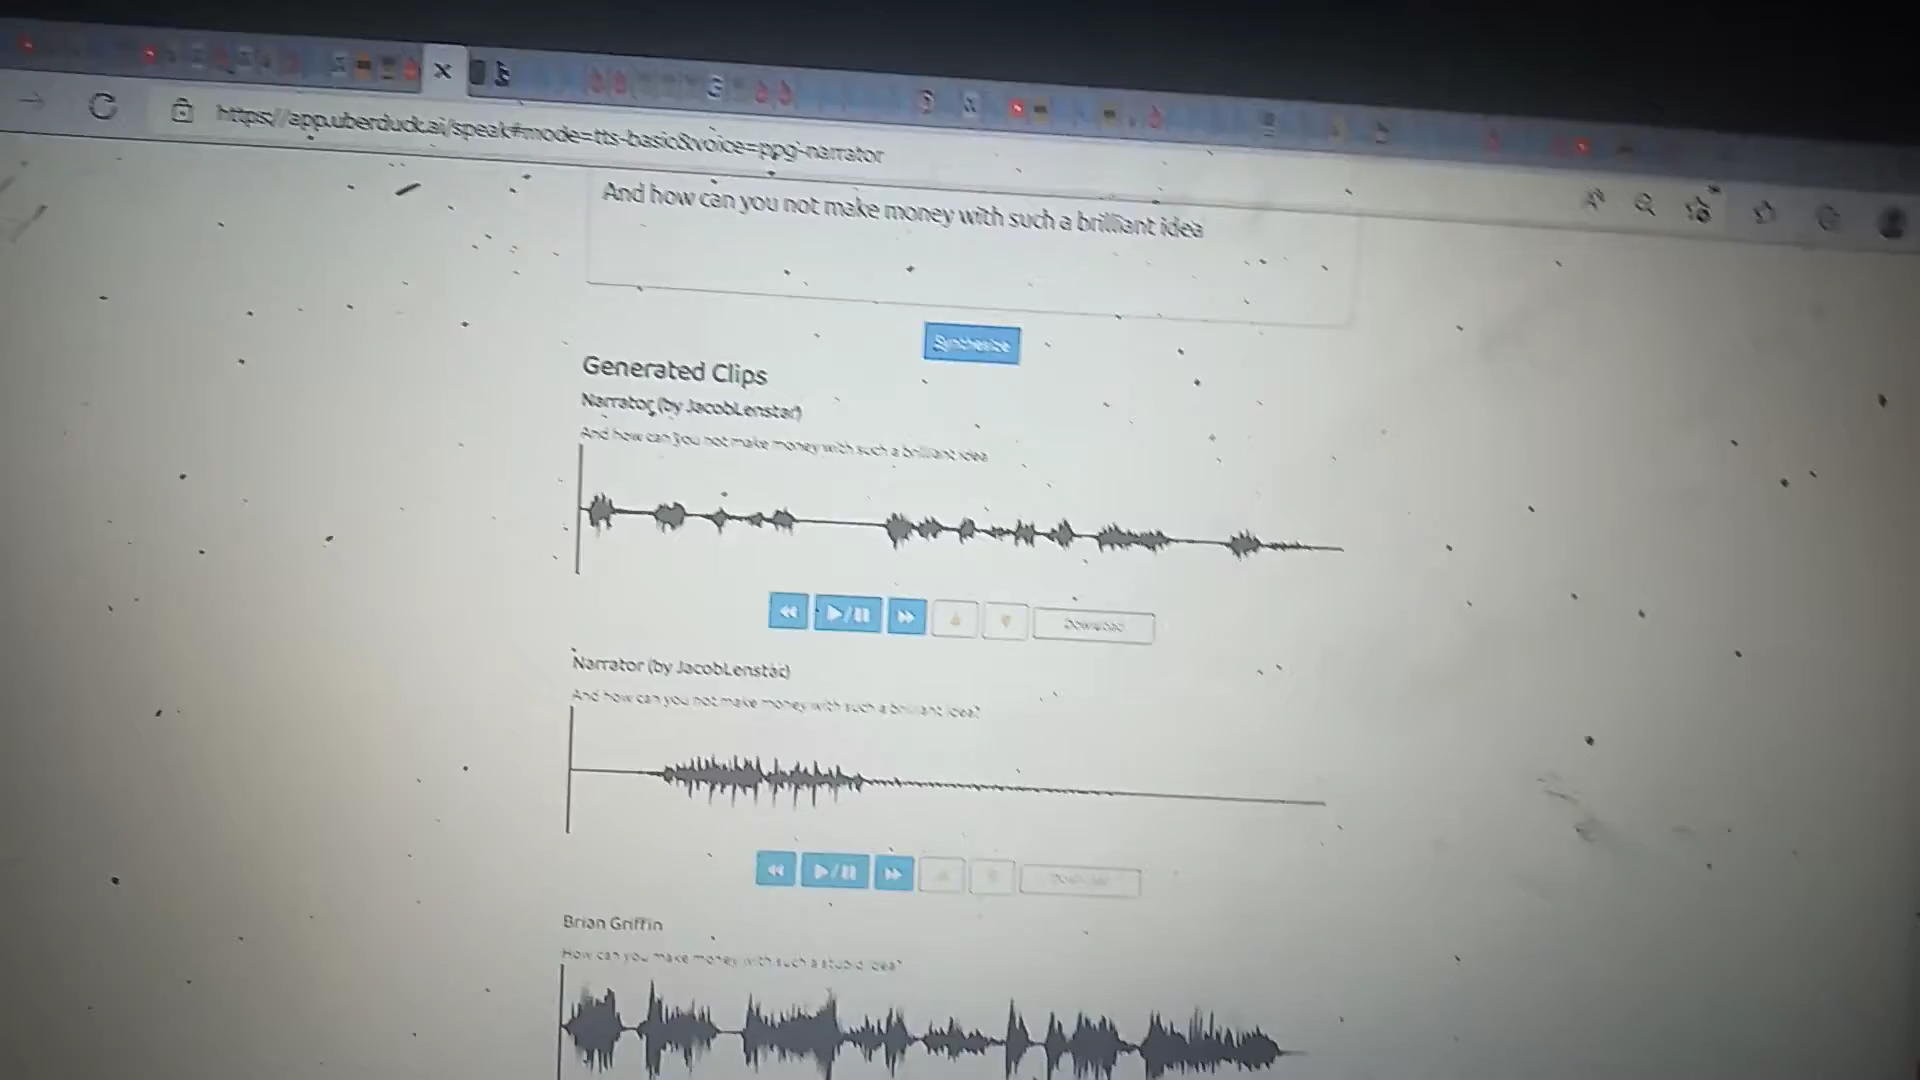 https://app.uberduck.ai/speak#mode=tts-basic&voice=ppg-narrator
And how can you not make money with such a brilliant idea
Synthesize
Generated Clips
Narrator (by JacobLenstar)
And how can you not make money with such a brilliant idea
Download
Narrator (by JacobLenstar)
And how can you not make money with such a brilliant idea?
Download
Brian Griffin
How can you make money with such a stupid idea?